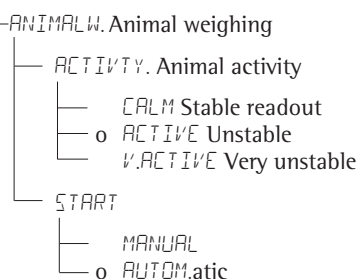 ANIMALW. Animal weighing
ACTIVTY. Animal activity
CALM Stable readout
o ACTIVE Unstable
V.ACTIVE Very unstable
START
MANUAL
o AUTOM.atic